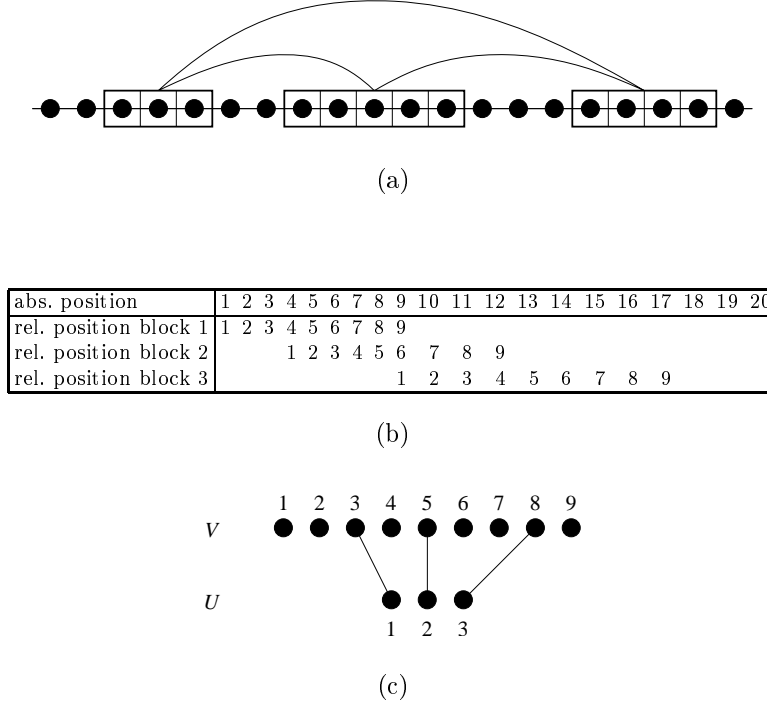 (a)
abs. position 1 2 3 4 5 6 7 8 9 10 11 12 13 14 15 16 17 18 19 20
rel. position block 1 1 2 3 4 5 6 7 8 9
rel. position block 2 1 2 3 4 5 6 7 8 9
rel. position block 3 1 2 3 4 5 6 7 8 9
(b)
1 2 3 4 5 6 7 8 9
V
U
1 2 3
(c)